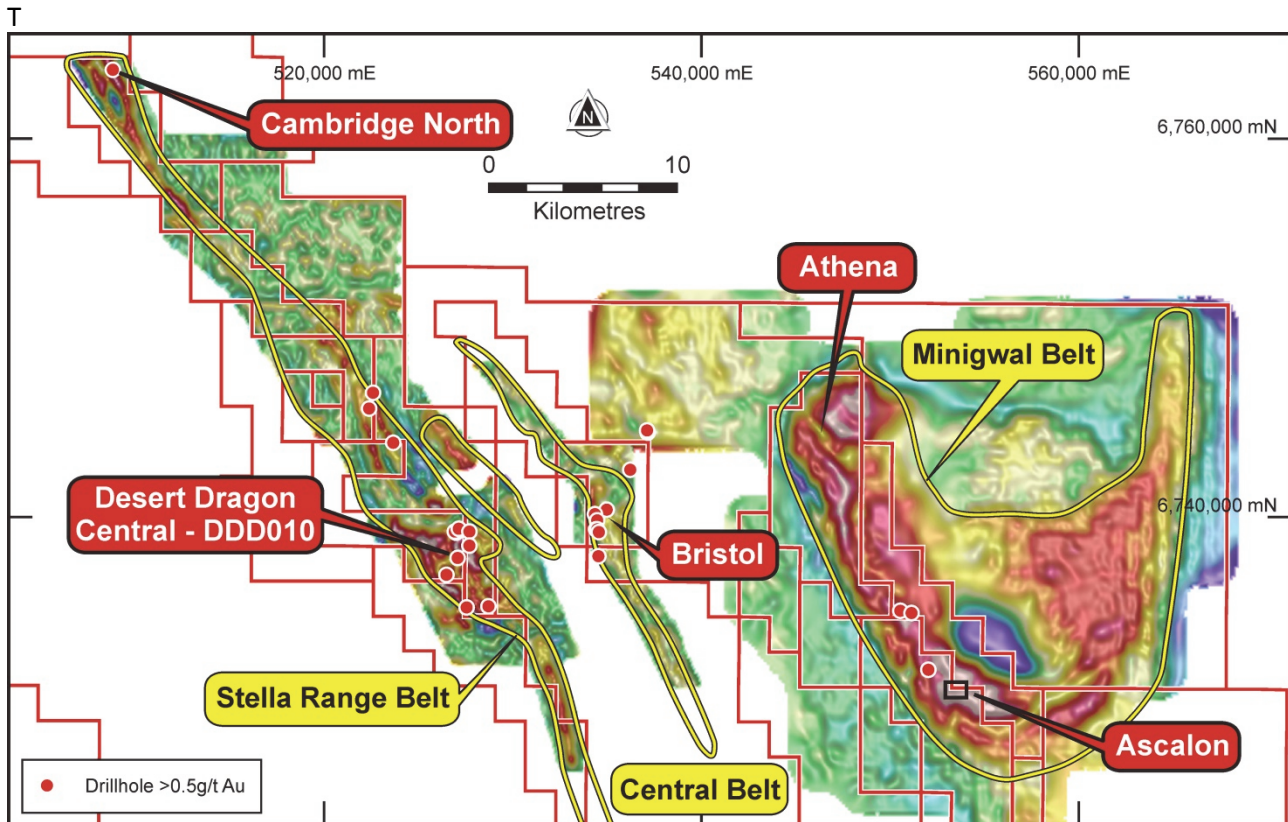 T
520,000 mE
540,000 mE
560,000 mE
Cambridge North
N
6,760,000 mN
0 10
Kilometres
Athena
Minigwal Belt
Desert Dragon
Central - DDD010
6,740,000 mN
Bristol
Stella Range Belt
Ascalon
Central Belt
Drillhole >0.5g/t Au